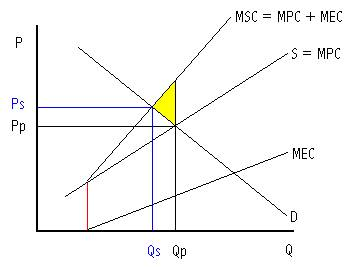 MSC = MPC + MEC
P
S = MPC
Ps
Pp
MEC
D
Qs
Qp
Q